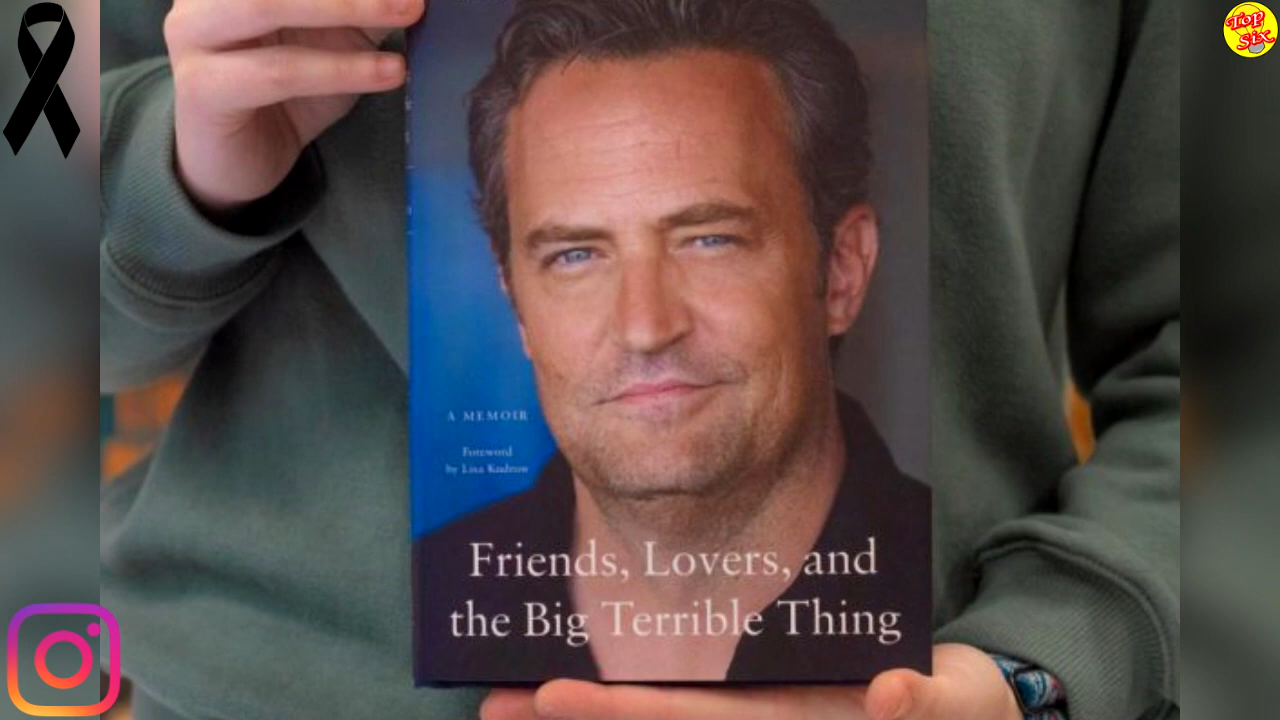 Top
Six
A MEMOIR
Foreword
by Lisa Kudrow
Friends, Lovers, and
the Big Terrible Thing